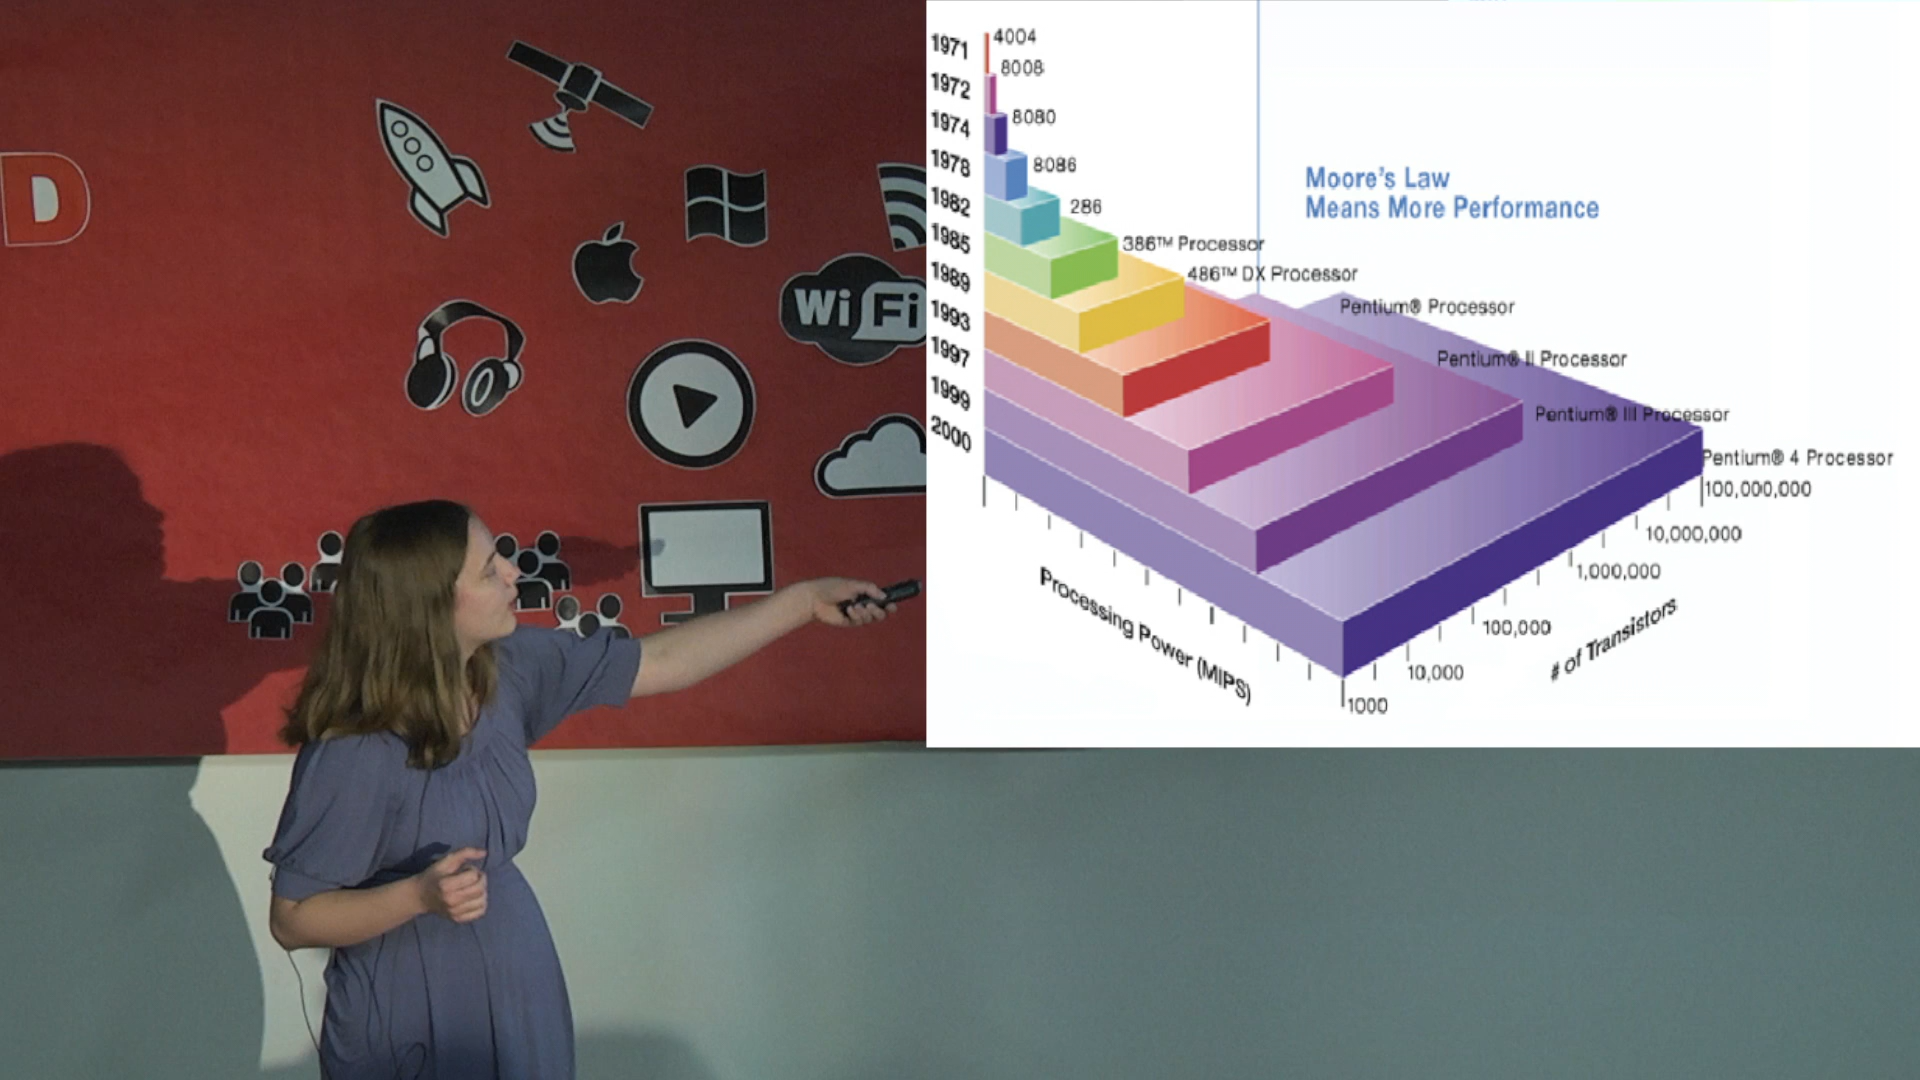 D
Wi Fi
1971
4004
8008
1972
8080
1974
8086
1978
286
1982
386™ Processor
1985
486™ DX Processor
1989
Pentium® Processor
1993
Pentium® II Processor
1997
Pentium® III Processor
1999
Pentium® 4 Processor
2000
Moore's Law
Means More Performance
100,000,000
10,000,000
1,000,000
100,000
10,000
1000
Processing Power (MIPS)
# of Transistors